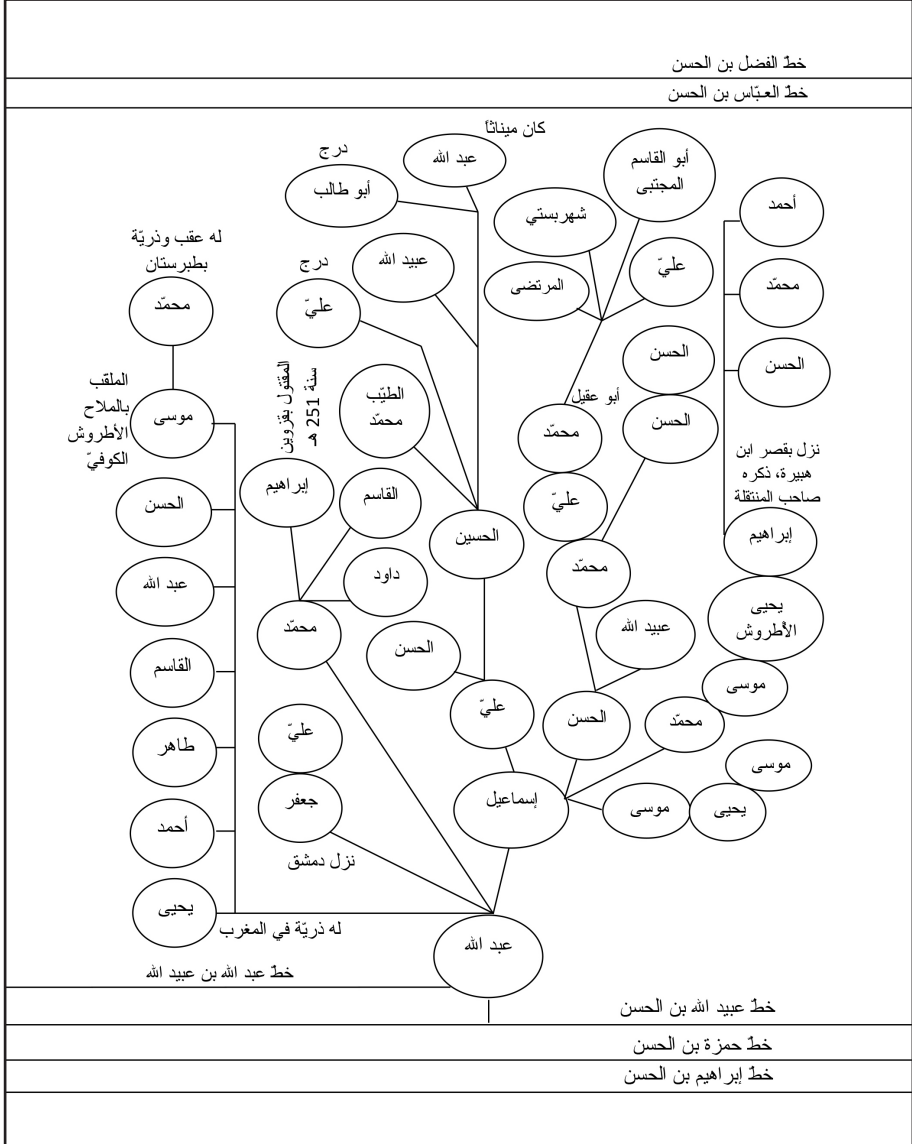 خطّ الفضل بن الحسن
خطّ العبّاس بن الحسن
كان ميناثاً
عبد الله
درج
أبو طالب
أبو القاسم
المجتبى
شهربستي
أحمد
عليّ
المرتضى
عبيد الله
درج
عليّ
محمّد
الحسن
الحسن
الحسن
له عقب وذريّة
بطبرستان
محمّد
المقتول بقزوين
سنة 251 هـ
الطيّب
محمّد
أبو عقيل
محمّد
الملقّب
بالملاح
الأطروش
الكوفيّ
موسى
نزل بقصر ابن
هبيرة، ذكره
صاحب المنتقلة
إبراهيم
القاسم
عليّ
إبراهيم
الحسن
الحسين
محمّد
داود
عبد الله
يحيى
الأطروش
محمّد
عبيد الله
الحسن
القاسم
موسى
عليّ
الحسن
محمّد
عليّ
طاهر
موسى
إسماعيل
موسى
يحيى
جعفر
أحمد
نزل دمشق
يحيى
له ذريّة في المغرب
عبد الله
خطّ عبد الله بن عبيد الله
خطّ عبيد الله بن الحسن
خطّ حمزة بن الحسن
خطّ إبراهيم بن الحسن